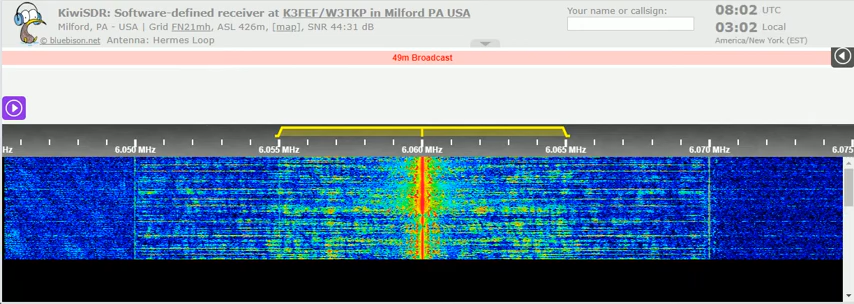 KiwiSDR: Software-defined receiver at K3FEF/W3TKP in Milford PA USA
Milford, PA - USA | Grid FN21mh, ASL 426m, [map], SNR 44:31 dB
© bluebison.net Antenna: Hermes Loop
Your name or callsign:
08:02 UTC
03:02 Local
America/New York (EST)
49m Broadcast
Hz 6.050 MHz 6.055 MHz 6.060 MHz 6.065 MHz 6.070 MHz 6.075